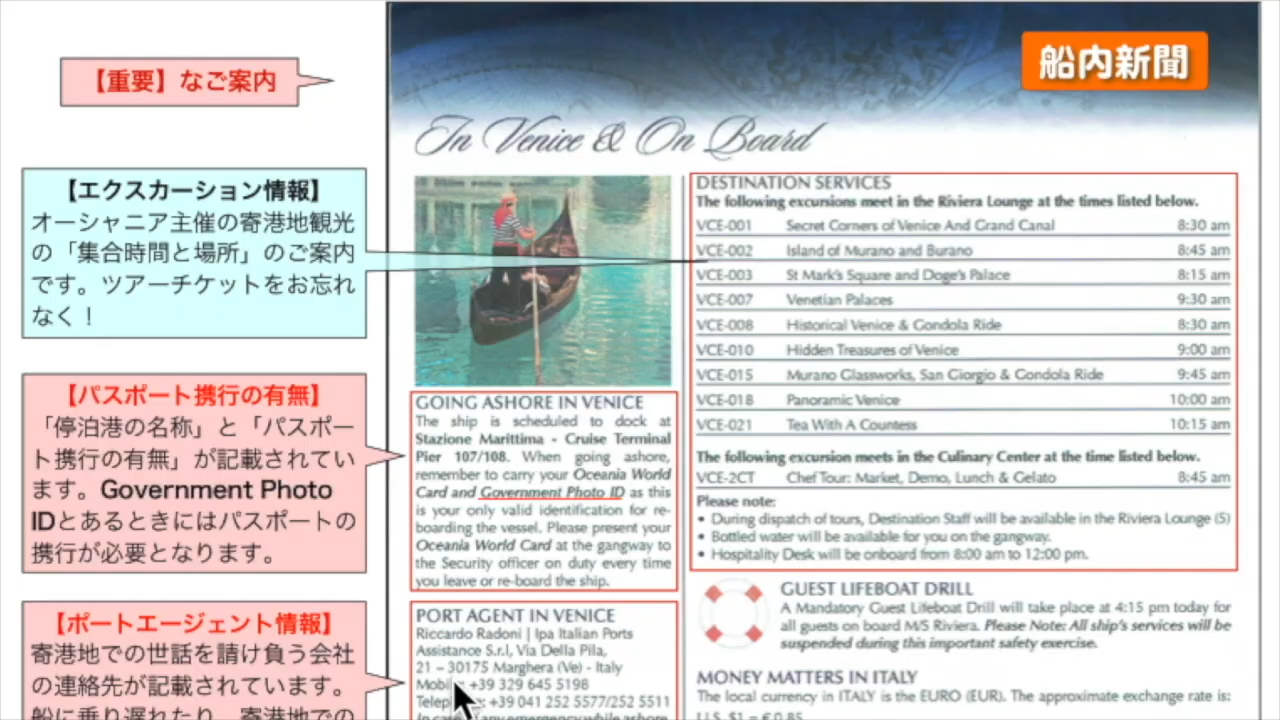 【重要】なご案内
船内新聞
In Venice & On Board
【エクスカーション情報】
オーシャニア主催の寄港地観光
の「集合時間と場所」のご案内
です。ツアーチケットをお忘れ
なく！
【パスポート携行の有無】
「停泊港の名称」と「パスポー
ト携行の有無」が記載されてい
ます。Government Photo
IDとあるときにはパスポートの
携行が必要となります。
【ポートエージェント情報】
寄港地での世話を請け負う会社
の連絡先が記載されています。
船に乗り遅れたり、寄港地での
GOING ASHORE IN VENICE
The ship is scheduled to dock at
Stazione Marittima - Cruise Terminal
Pier 107/108. When going ashore,
remember to carry your Oceania World
Card and Government Photo ID as this
is your only valid identification for re-
boarding the vessel. Please present your
Oceania World Card at the gangway to
the Security officer on duty every time
you leave or re-board the ship.
PORT AGENT IN VENICE
Riccardo Radoni | Ipa Italian Ports
Assistance S.r.l, Via Della Pila,
21 – 30175 Marghera (Ve) - Italy
+39 329 645 5198
+39 041 252 5577/252 5511
In case of any emergency while ashore
DESTINATION SERVICES
The following excursions meet in the Riviera Lounge at the times listed below.
VCE-001 Secret Corners of Venice And Grand Canal 8:30 am
VCE-002 Island of Murano and Burano 8:45 am
VCE-003 St Mark's Square and Doge's Palace 8:15 am
VCE-007 Venetian Palaces 9:30 am
VCE-008 Historical Venice & Gondola Ride 8:30 am
VCE-010 Hidden Treasures of Venice 9:00 am
VCE-015 Murano Glassworks, San Giorgio & Gondola Ride 9:45 am
VCE-018 Panoramic Venice 10:00 am
VCE-021 Tea With A Countess 10:15 am
The following excursion meets in the Culinary Center at the time listed below.
VCE-2CT Chef Tour: Market, Demo, Lunch & Gelato 8:45 am
Please note:
• During dispatch of tours, Destination Staff will be available in the Riviera Lounge (5)
• Bottled water will be available for you on the gangway.
• Hospitality Desk will be onboard from 8:00 am to 12:00 pm.
GUEST LIFEBOAT DRILL
A Mandatory Guest Lifeboat Drill will take place at 4:15 pm today for
all guests on board M/S Riviera. Please Note: All ship's services will be
suspended during this important safety exercise.
MONEY MATTERS IN ITALY
The local currency in ITALY is the EURO (EUR). The approximate exchange rate is:
U.S. $1 = € 0.85